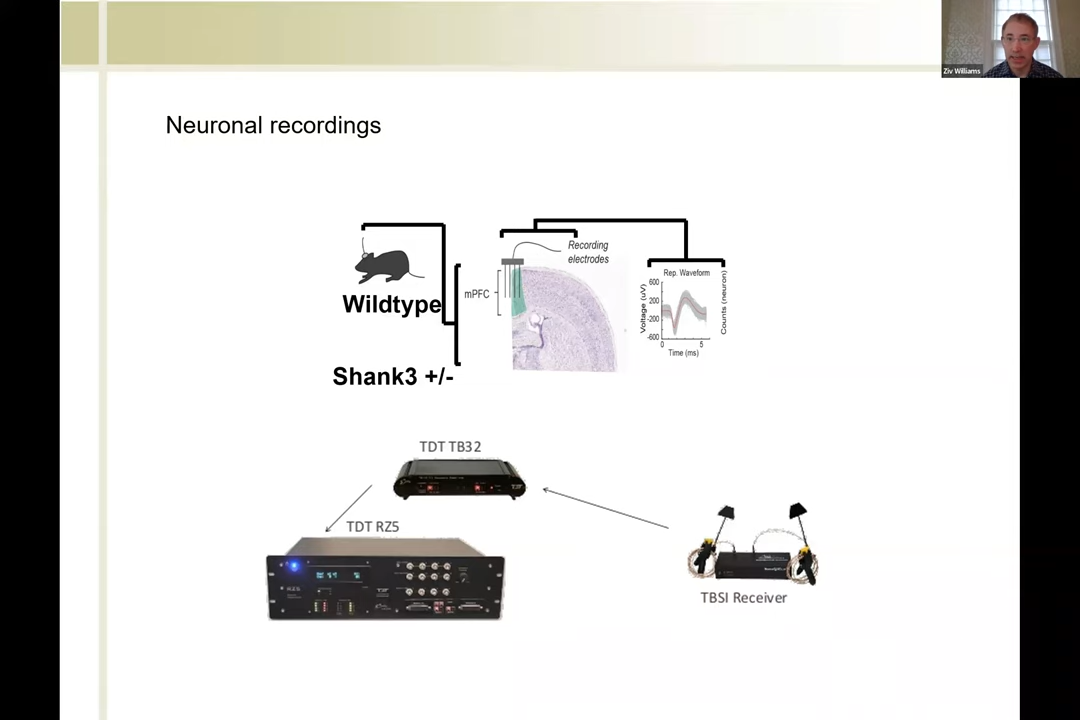 Ziv Williams
Neuronal recordings
Wildtype
Shank3 +/-
Recording
electrodes
mPFC
Rep. Waveform
Voltage (uV)
600
200
-200
-600
0
5
Time (ms)
Counts (neuron)
TDT TB32
TDT RZ5
TBSI Receiver